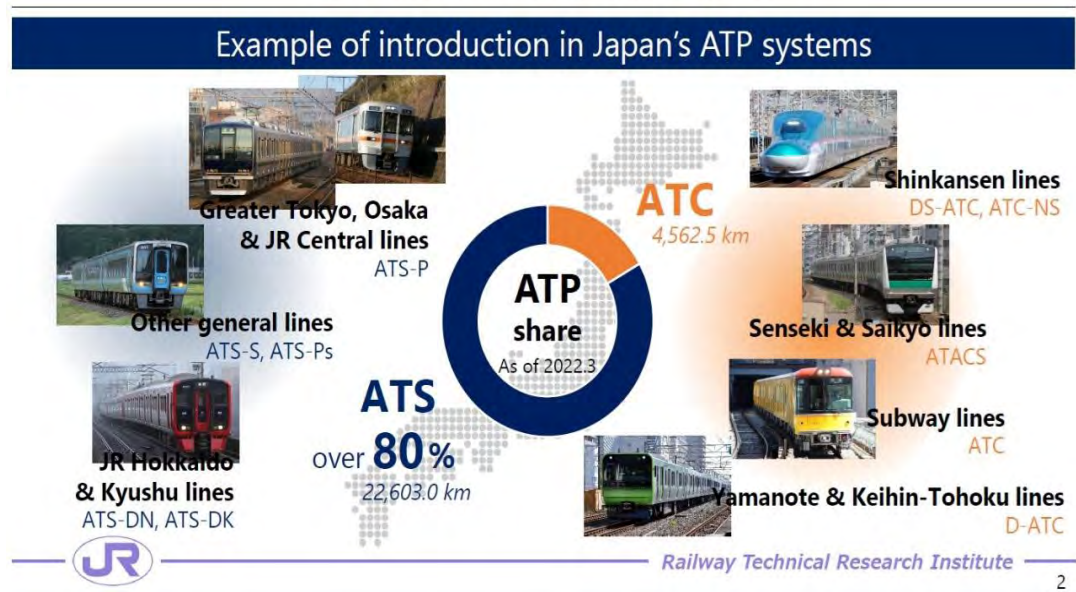 Example of introduction in Japan's ATP systems
Greater Tokyo, Osaka
& JR Central lines
ATS-P
Other general lines
ATS-S, ATS-Ps
JR Hokkaido
& Kyushu lines
ATS-DN, ATS-DK
ATS
over 80%
22,603.0 km
ATP
share
As of 2022.3
ATC
4,562.5 km
Shinkansen lines
DS-ATC, ATC-NS
Senseki & Saikyo lines
ATACS
Subway lines
ATC
Yamanote & Keihin-Tohoku lines
D-ATC
JR
Railway Technical Research Institute
2